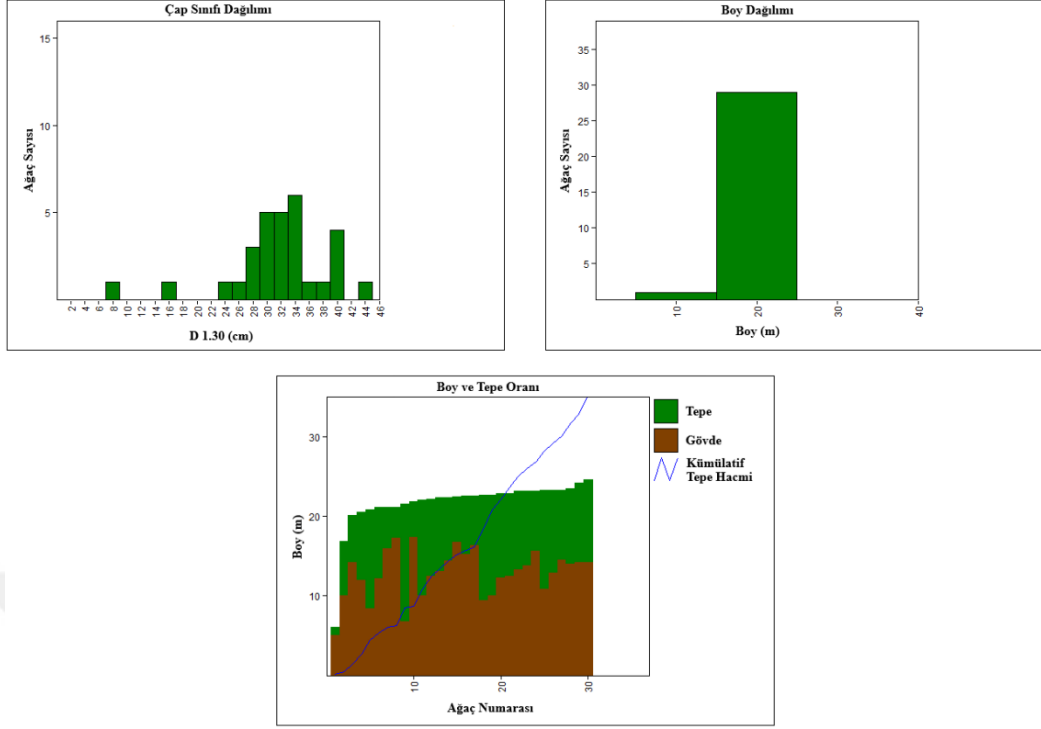 Çap Sınıfı Dağılımı
15
10
5
Ağaç Sayısı
2 4 6 8 10 12 14 16 18 20 22 24 26 28 30 32 34 36 38 40 42 44 46
D 1.30 (cm)
Boy Dağılımı
35
30
25
20
15
10
5
Ağaç Sayısı
10 20 30 40
Boy (m)
Boy ve Tepe Oranı
30
20
10
Boy (m)
10 20 30
Ağaç Numarası
Tepe
Gövde
Kümülatif
Tepe Hacmi